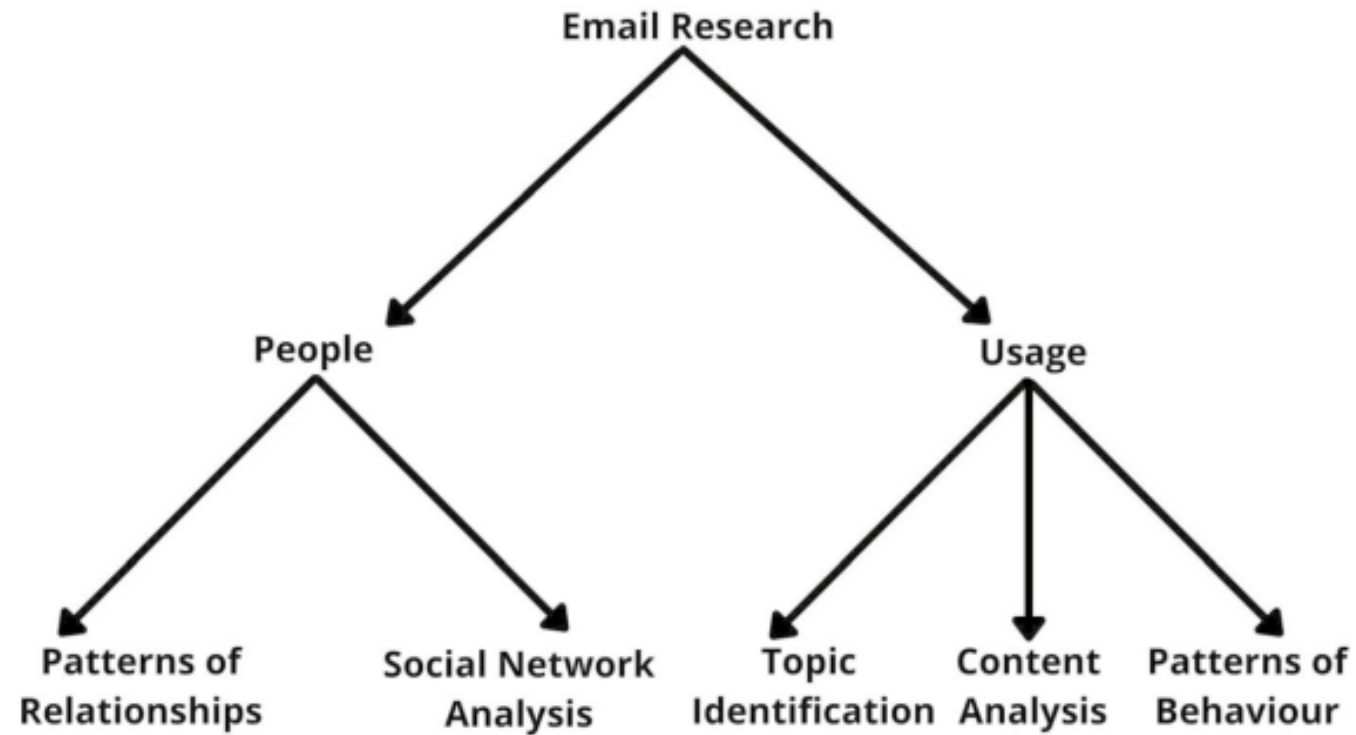 Email Research
People
Usage
Patterns of
Relationships
Social Network
Analysis
Topic
Identification
Content
Analysis
Patterns of
Behaviour